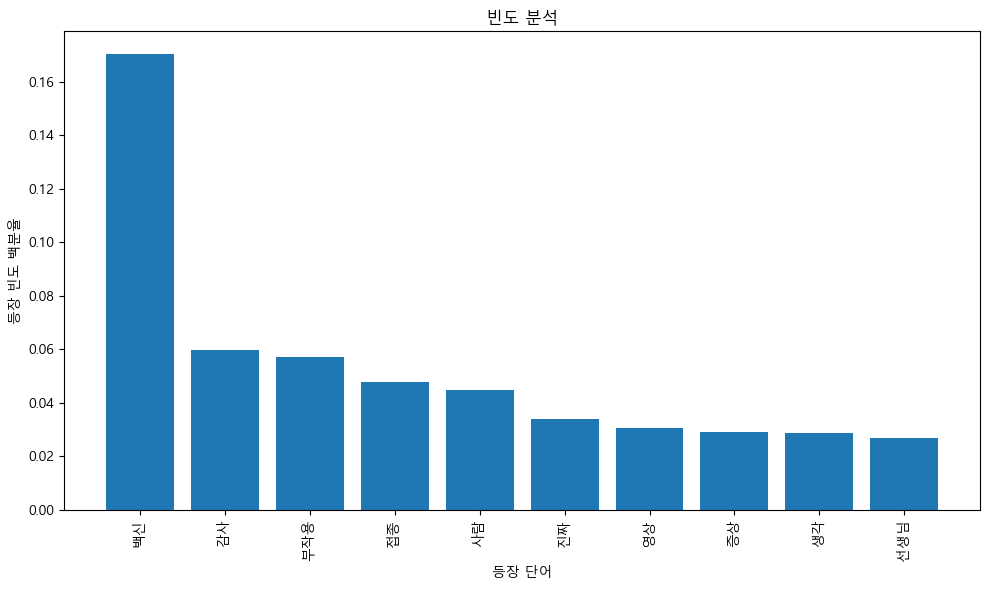 빈도 분석
등장 빈도 백분율
0.16
0.14
0.12
0.10
0.08
0.06
0.04
0.02
0.00
백신
감사
부작용
접종
사람
진짜
영상
증상
생각
선생님
등장 단어